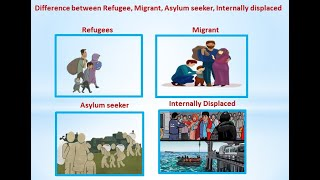 Difference between Refugee, Migrant, Asylum seeker, Internally displaced
Refugees
Migrant
Asylum seeker
Internally Displaced